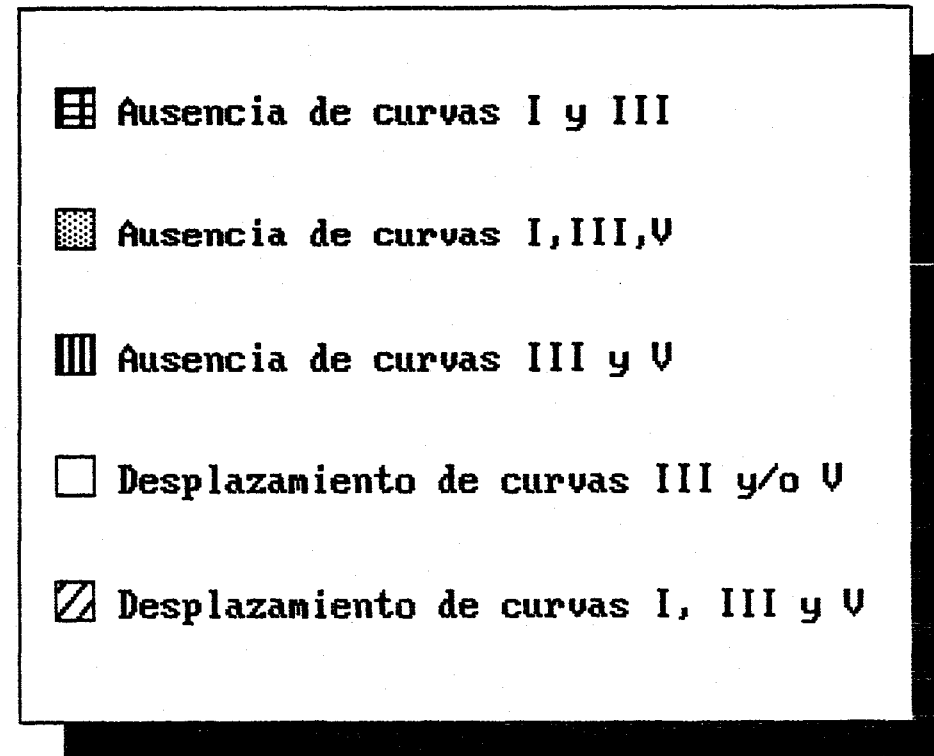 Ausencia de curvas I y III
Ausencia de curvas I,III,V
Ausencia de curvas III y V
Desplazamiento de curvas III y/o V
Desplazamiento de curvas I, III y V